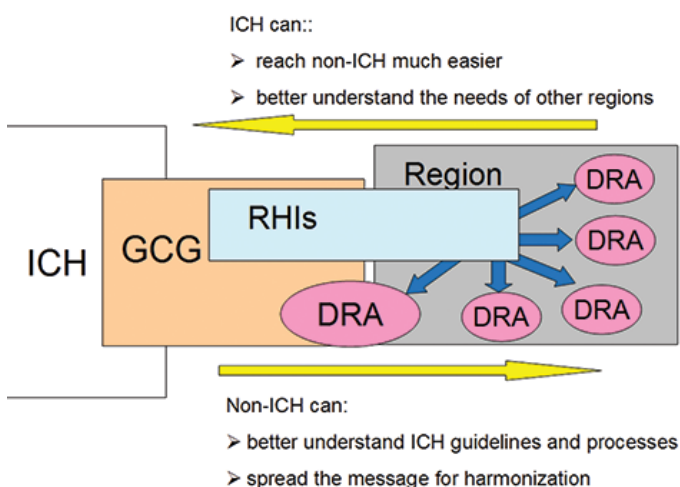 ICH can::
➢ reach non-ICH much easier
➢ better understand the needs of other regions
Region
DRA
RHIs
DRA
GCG
ICH
DRA
DRA
DRA
Non-ICH can:
➢ better understand ICH guidelines and processes
➢ spread the message for harmonization